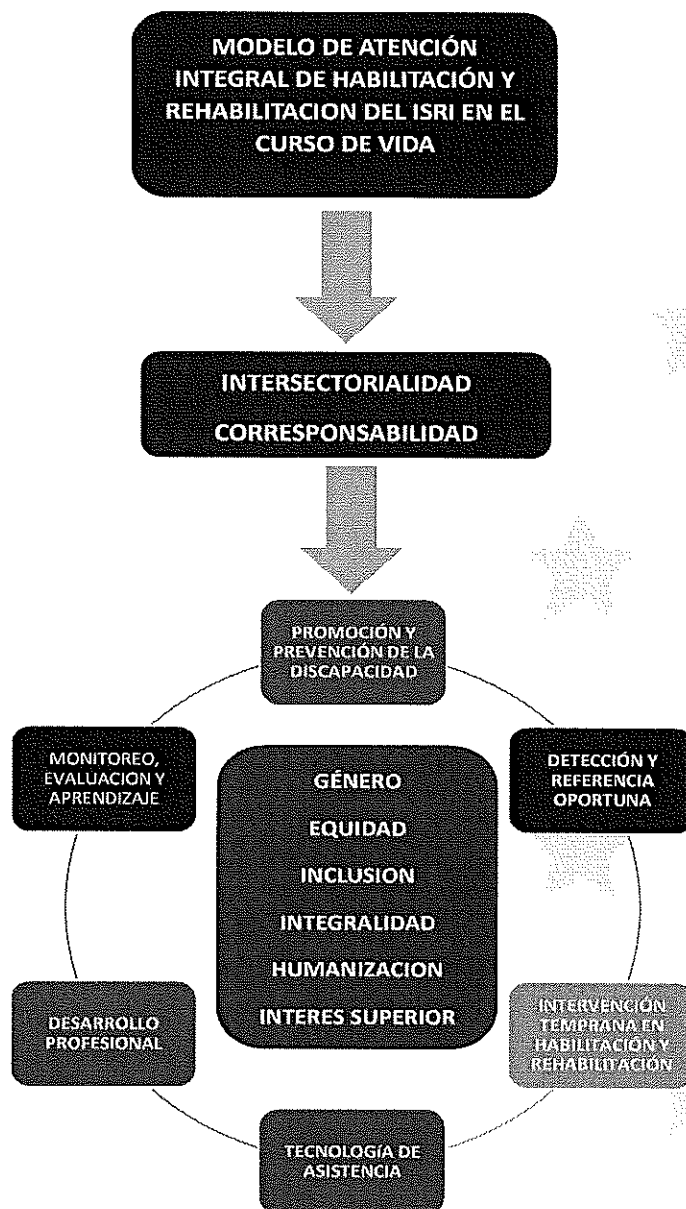 MODELO DE ATENCIÓN
INTEGRAL DE HABILITACIÓN Y
REHABILITACION DEL ISRI EN EL
CURSO DE VIDA
INTERSECTORIALIDAD
CORRESPONSABILIDAD
PROMOCIÓN Y
PREVENCIÓN DE LA
DISCAPACIDAD
MONITOREO,
EVALUACION Y
APRENDIZAJE
DETECCIÓN Y
REFERENCIA
OPORTUNA
GÉNERO
EQUIDAD
INCLUSION
INTEGRALIDAD
HUMANIZACION
INTERES SUPERIOR
DESARROLLO
PROFESIONAL
INTERVENCIÓN
TEMPRANA EN
HABILITACIÓN Y
REHABILITACIÓN
TECNOLOGÍA DE
ASISTENCIA